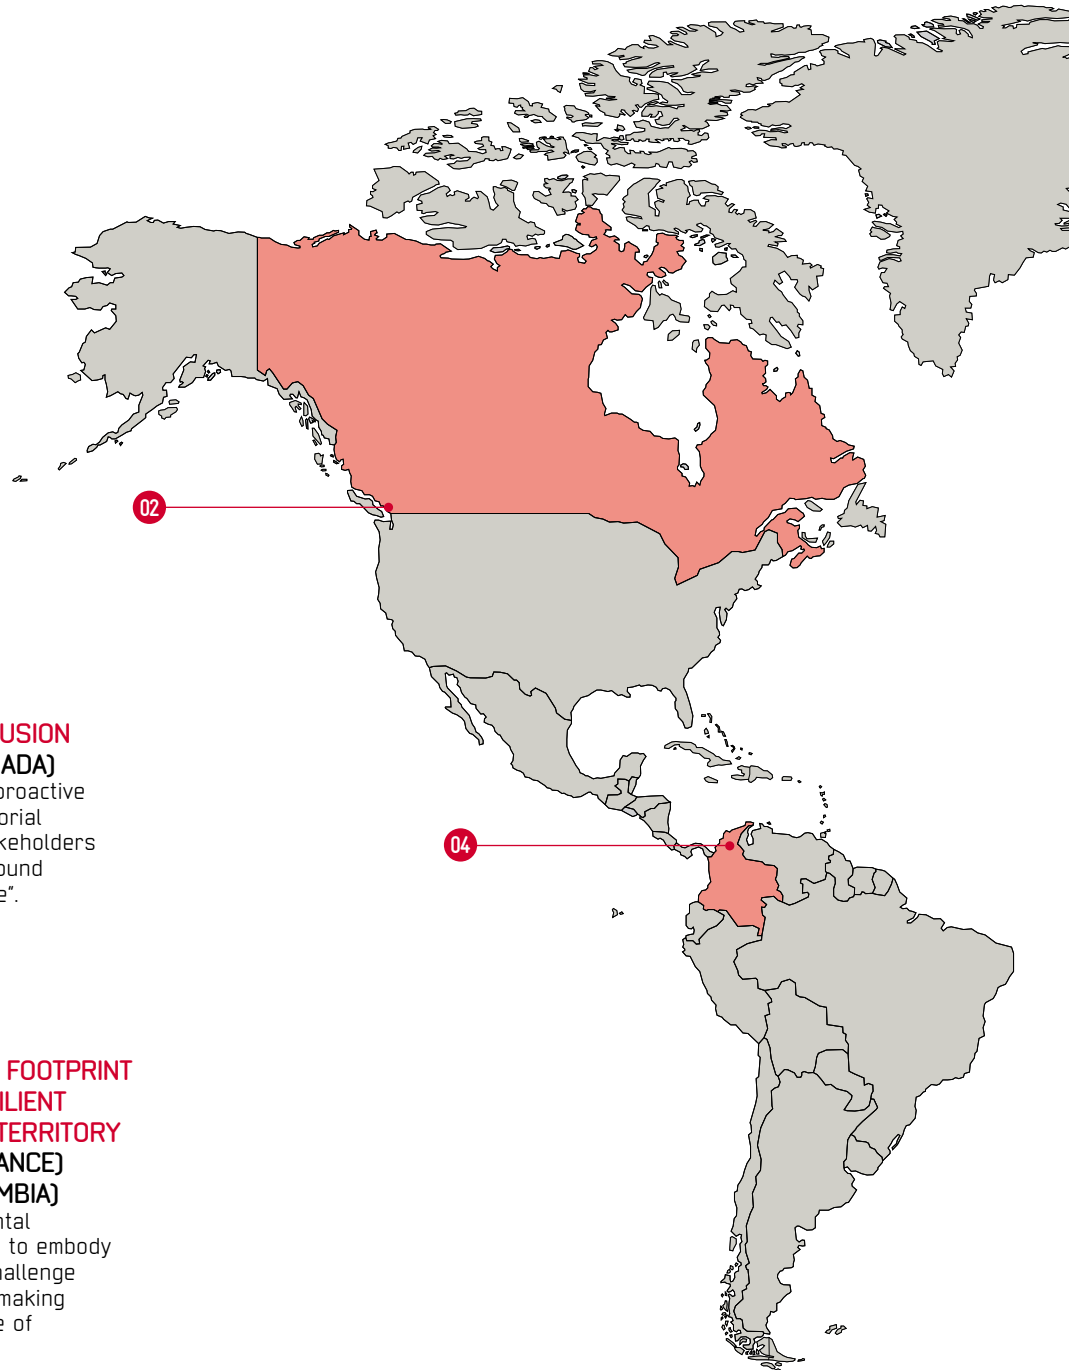 02
USION
ADA)
proactive
orial
keholders
ound
e".
04
FOOTPRINT
ILIENT
TERRITORY
ANCE)
MBIA)
ntal
to embody
hallenge
making
e of